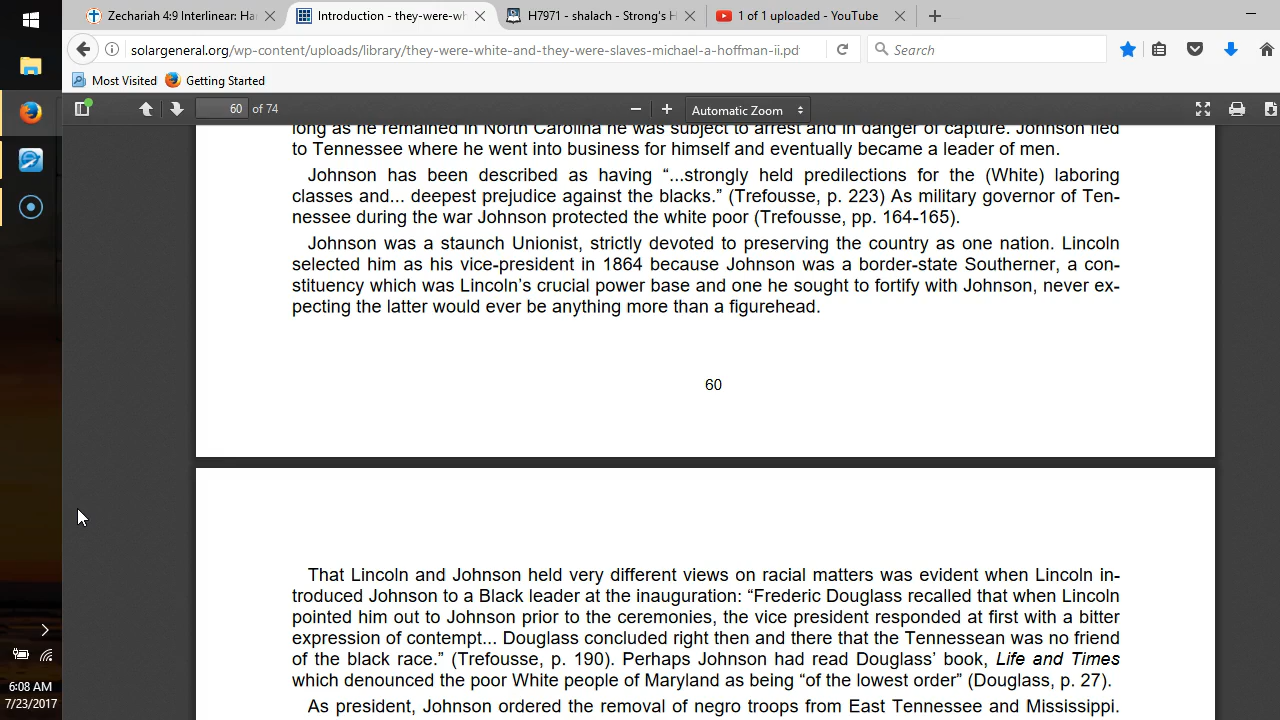 Zechariah 4:9 Interlinear: Ha
Introduction - they-were-wh
H7971 - shalach - Strong's H
1 of 1 uploaded - YouTube
solargeneral.org/wp-content/uploads/library/they-were-white-and-they-were-slaves-michael-a-hoffman-ii.pd
Search
Most Visited
Getting Started
60 of 74
Automatic Zoom
long as he remained in North Carolina he was subject to arrest and in danger of capture. Johnson fled
to Tennessee where he went into business for himself and eventually became a leader of men.
Johnson has been described as having “...strongly held predilections for the (White) laboring
classes and... deepest prejudice against the blacks.” (Trefousse, p. 223) As military governor of Ten-
nessee during the war Johnson protected the white poor (Trefousse, pp. 164-165).
Johnson was a staunch Unionist, strictly devoted to preserving the country as one nation. Lincoln
selected him as his vice-president in 1864 because Johnson was a border-state Southerner, a con-
stituency which was Lincoln’s crucial power base and one he sought to fortify with Johnson, never ex-
pecting the latter would ever be anything more than a figurehead.
60
That Lincoln and Johnson held very different views on racial matters was evident when Lincoln in-
troduced Johnson to a Black leader at the inauguration: “Frederic Douglass recalled that when Lincoln
pointed him out to Johnson prior to the ceremonies, the vice president responded at first with a bitter
expression of contempt... Douglass concluded right then and there that the Tennessean was no friend
of the black race.” (Trefousse, p. 190). Perhaps Johnson had read Douglass’ book, Life and Times
which denounced the poor White people of Maryland as being “of the lowest order” (Douglass, p. 27).
As president, Johnson ordered the removal of negro troops from East Tennessee and Mississippi.
6:08 AM
7/23/2017